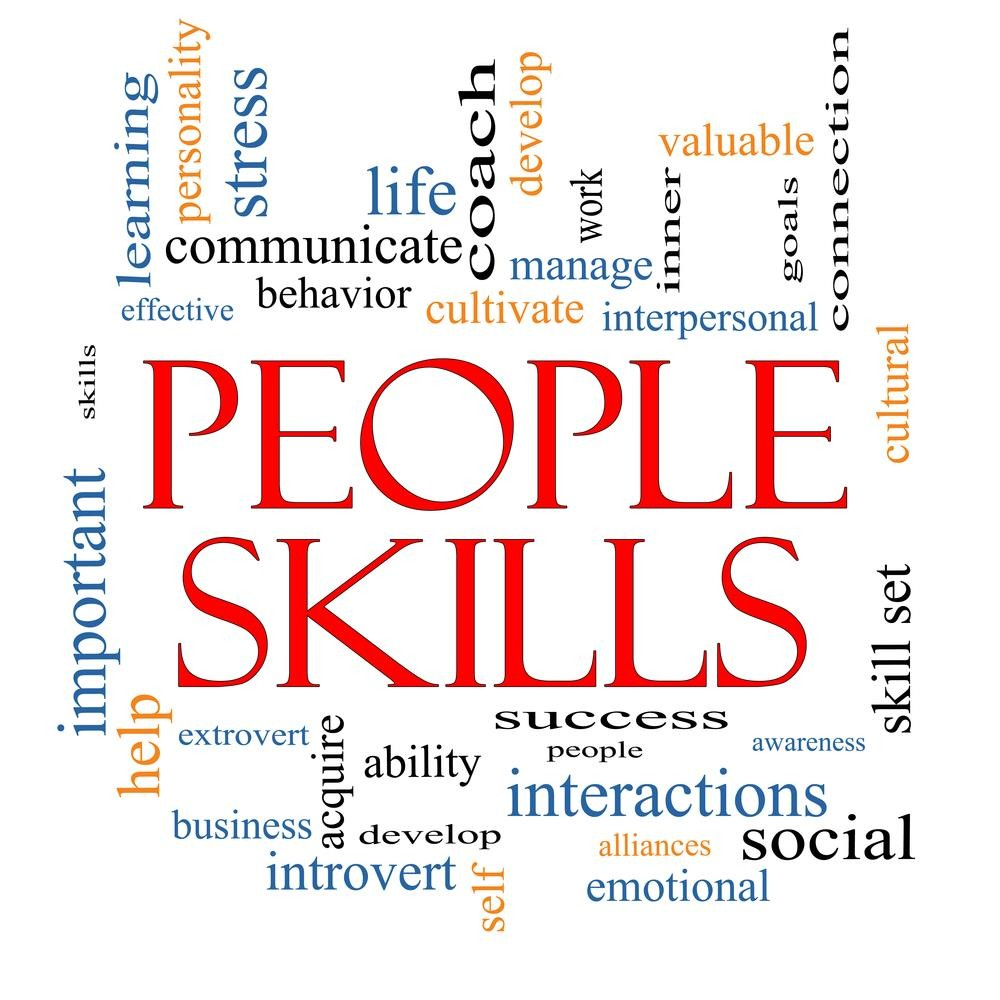 learning
personality
stress
life
coach
develop
work
valuable
inner
goals
connection
communicate
manage
behavior
effective
cultivate
interpersonal
skills
cultural
PEOPLE
SKILLS
important
skill set
help
extrovert
acquire
ability
success
people
awareness
interactions
business
develop
social
alliances
introvert
self
emotional